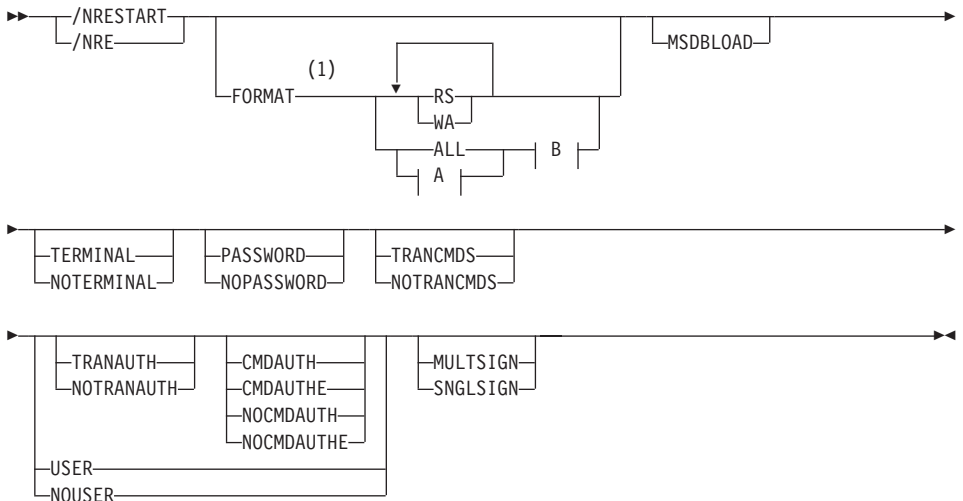 /NRESTART
/NRE
FORMAT
(1)
RS
WA
ALL
A
B
MSDBLOAD
TERMINAL
NOTERMINAL
PASSWORD
NOPASSWORD
TRANCMDS
NOTRANCMDS
TRANAUTH
NOTRANAUTH
CMDAUTH
CMDAUTHE
NOCMDAUTH
NOCMDAUTHE
USER
NOUSER
MULTSIGN
SNGLSIGN